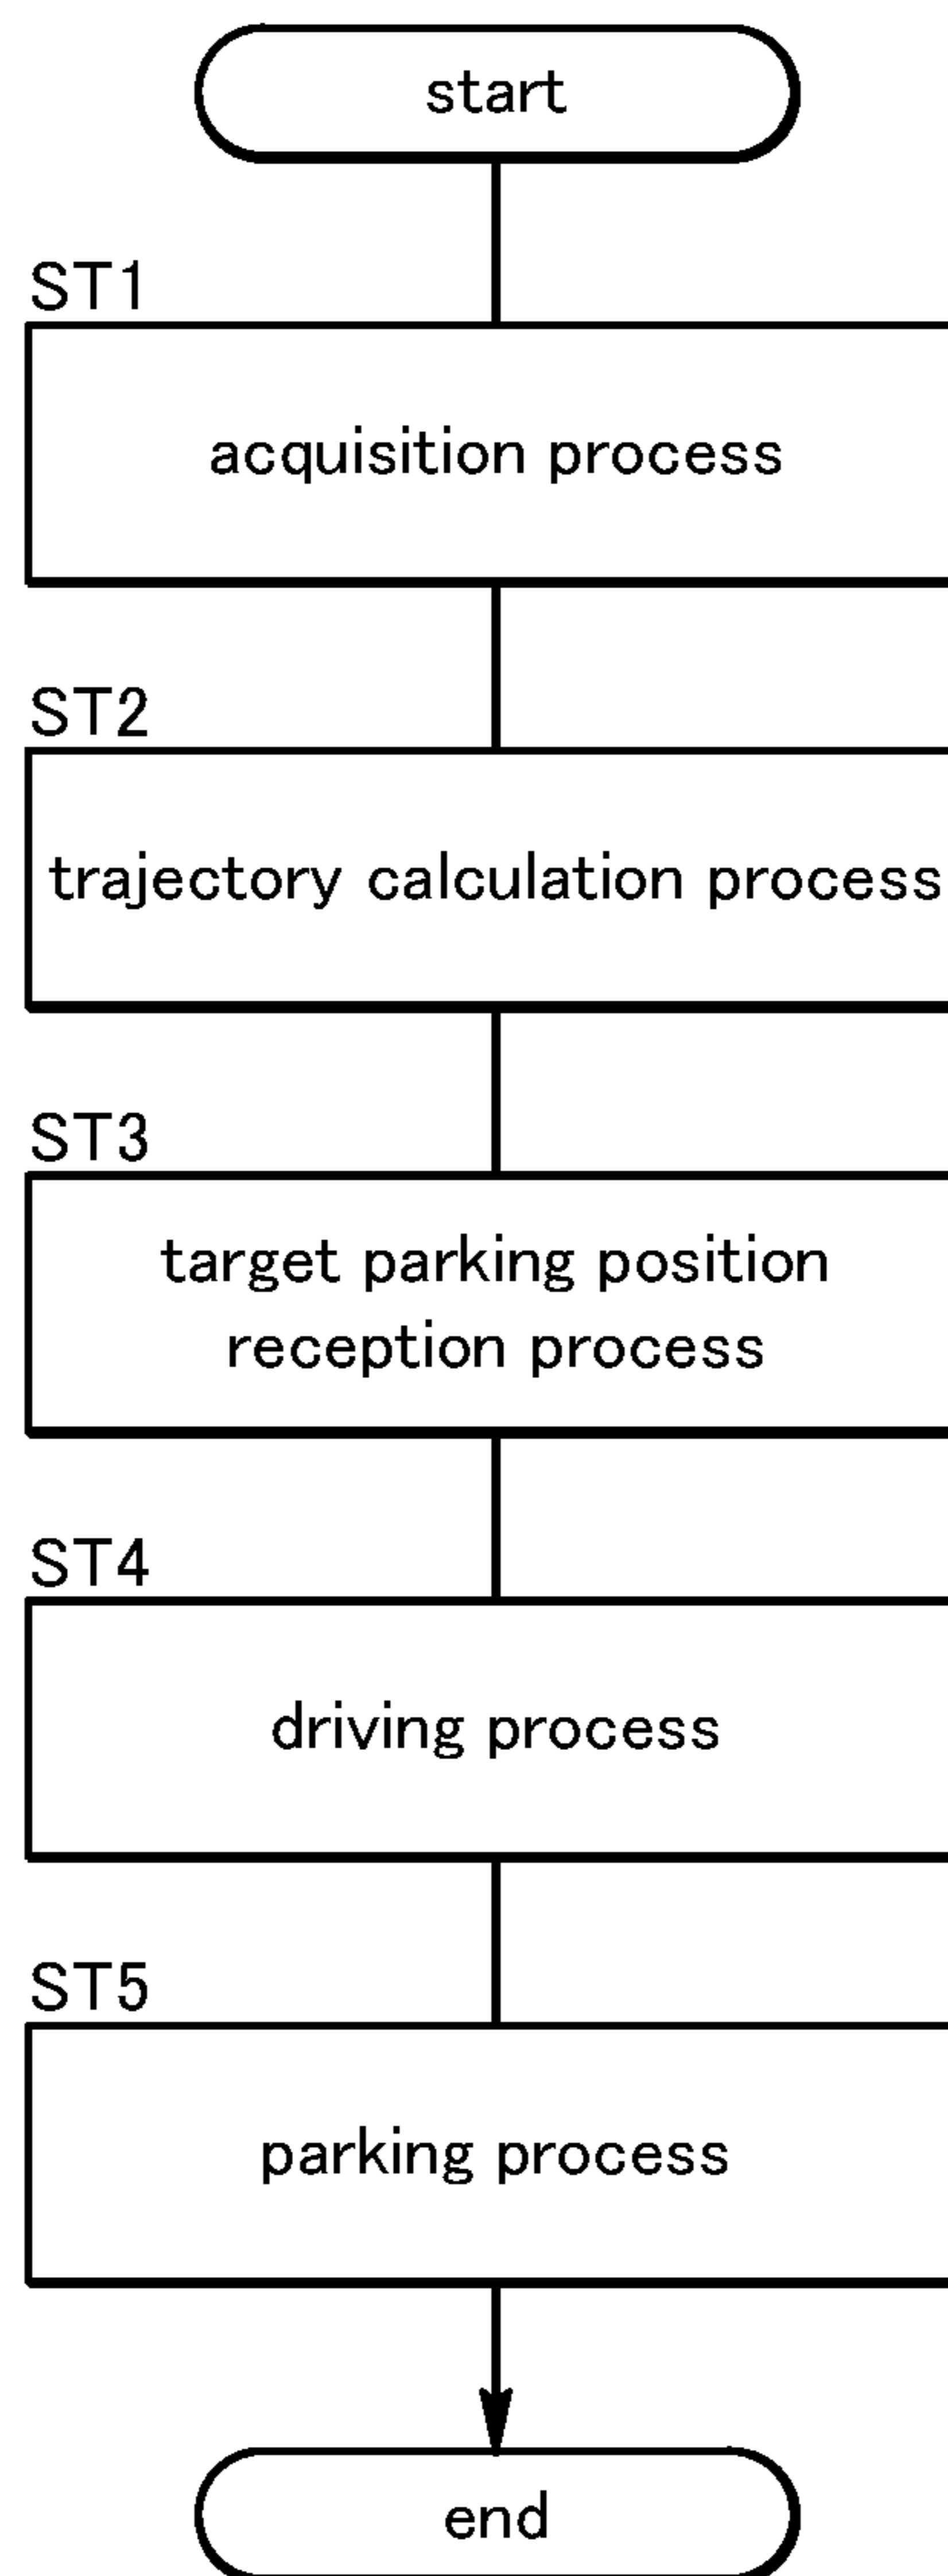 start
ST1
acquisition process
ST2
trajectory calculation process
ST3
target parking position
reception process
ST4
driving process
ST5
parking process
end